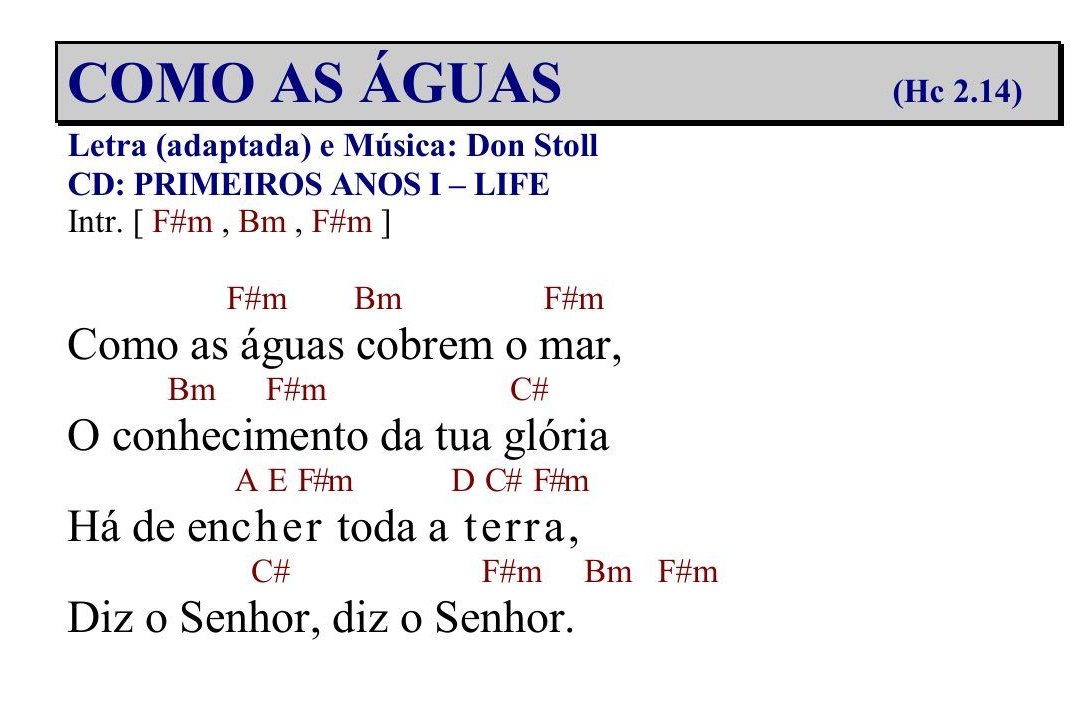 COMO AS ÁGUAS (Hc 2.14)
Letra (adaptada) e Música: Don Stoll
CD: PRIMEIROS ANOS I – LIFE
Intr. [ F#m , Bm , F#m ]
F#m Bm F#m
Como as águas cobrem o mar,
Bm F#m C#
O conhecimento da tua glória
A E F#m D C# F#m
Há de encher toda a terra,
C# F#m Bm F#m
Diz o Senhor, diz o Senhor.